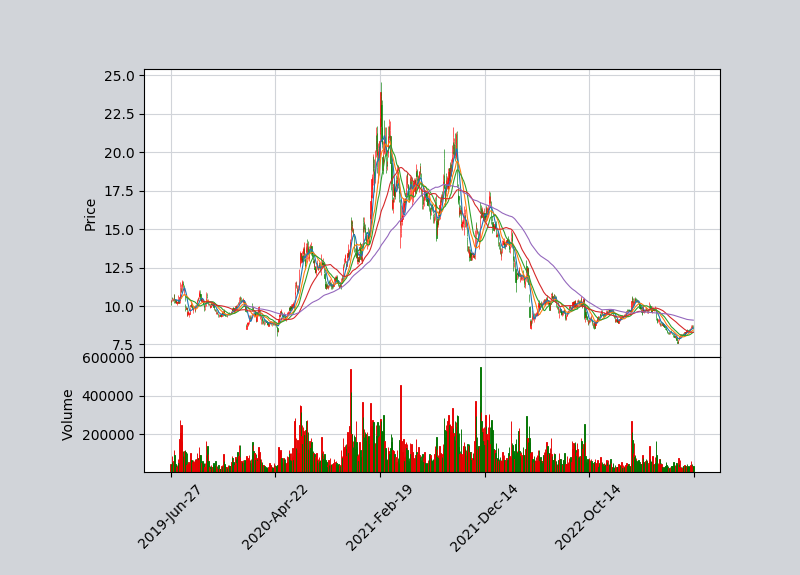 25.0
22.5
20.0
17.5
15.0
12.5
10.0
7.5
Price
600000
400000
200000
Volume
2019-Jun-27
2020-Apr-22
2021-Feb-19
2021-Dec-14
2022-Oct-14